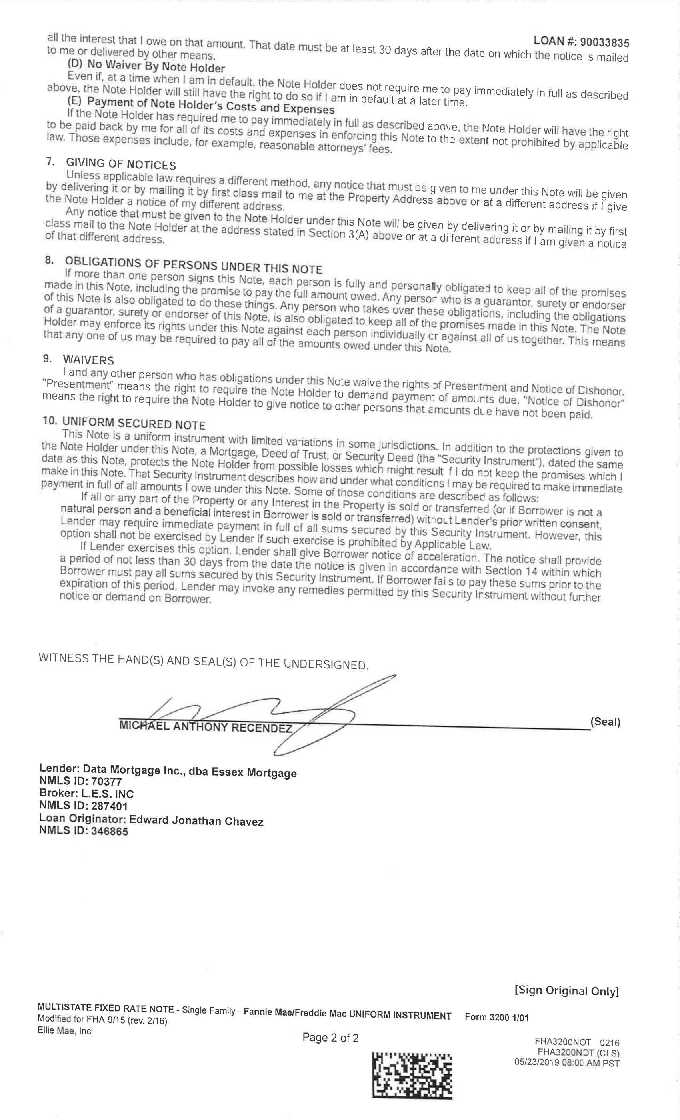 LOAN #: 90033835
all the interest that I owe on that amount. That date must be at least 30 days after the date on which the notice is mailed
to me or delivered by other means.
(D) No Waiver By Note Holder
Even if, at a time when I am in default, the Note Holder does not require me to pay immediately in full as described
above, the Note Holder will still have the right to do so if I am in default at a later time.
(E) Payment of Note Holder's Costs and Expenses
If the Note Holder has required me to pay immediately in full as described above, the Note Holder will have the right
to be paid back by me for all of its costs and expenses in enforcing this Note to the extent not prohibited by applicable
law. Those expenses include, for example, reasonable attorneys' fees.
7. GIVING OF NOTICES
Unless applicable law requires a different method, any notice that must be given to me under this Note will be given
by delivering it or by mailing it by first class mail to me at the Property Address above or at a different address if I give
the Note Holder a notice of my different address.
Any notice that must be given to the Note Holder under this Note will be given by delivering it or by mailing it by first
class mail to the Note Holder at the address stated in Section 3(A) above or at a different address if I am given a notice
of that different address.
8. OBLIGATIONS OF PERSONS UNDER THIS NOTE
If more than one person signs this Note, each person is fully and personally obligated to keep all of the promises
made in this Note, including the promise to pay the full amount owed. Any person who is a guarantor, surety or endorser
of this Note is also obligated to do these things. Any person who takes over these obligations, including the obligations
of a guarantor, surety or endorser of this Note, is also obligated to keep all of the promises made in this Note. The Note
Holder may enforce its rights under this Note against each person individually or against all of us together. This means
that any one of us may be required to pay all of the amounts owed under this Note.
9. WAIVERS
I and any other person who has obligations under this Note waive the rights of Presentment and Notice of Dishonor.
"Presentment" means the right to require the Note Holder to demand payment of amounts due. "Notice of Dishonor"
means the right to require the Note Holder to give notice to other persons that amounts due have not been paid.
10. UNIFORM SECURED NOTE
This Note is a uniform instrument with limited variations in some jurisdictions. In addition to the protections given to
the Note Holder under this Note, a Mortgage, Deed of Trust, or Security Deed (the "Security Instrument"), dated the same
date as this Note, protects the Note Holder from possible losses which might result if I do not keep the promises which I
make in this Note. That Security Instrument describes how and under what conditions I may be required to make immediate
payment in full of all amounts I owe under this Note. Some of those conditions are described as follows:
If all or any part of the Property or any Interest in the Property is sold or transferred (or if Borrower is not a
natural person and a beneficial interest in Borrower is sold or transferred) without Lender's prior written consent,
Lender may require immediate payment in full of all sums secured by this Security Instrument. However, this
option shall not be exercised by Lender if such exercise is prohibited by Applicable Law.
If Lender exercises this option, Lender shall give Borrower notice of acceleration. The notice shall provide
a period of not less than 30 days from the date the notice is given in accordance with Section 14 within which
Borrower must pay all sums secured by this Security Instrument. If Borrower fails to pay these sums prior to the
expiration of this period, Lender may invoke any remedies permitted by this Security Instrument without further
notice or demand on Borrower.
WITNESS THE HAND(S) AND SEAL(S) OF THE UNDERSIGNED.
MICHAEL ANTHONY RECENDEZ (Seal)
Lender: Data Mortgage Inc., dba Essex Mortgage
NMLS ID: 70377
Broker: L.E.S. INC
NMLS ID: 287401
Loan Originator: Edward Jonathan Chavez
NMLS ID: 346865
[Sign Original Only]
MULTISTATE FIXED RATE NOTE - Single Family - Fannie Mae/Freddie Mac UNIFORM INSTRUMENT Form 3200 1/01
Modified for FHA 9/15 (rev. 2/16)
Ellie Mae, Inc.
Page 2 of 2
FHA3200NOT 0216
FHA3200NOT (CLS)
05/23/2019 08:00 AM PST